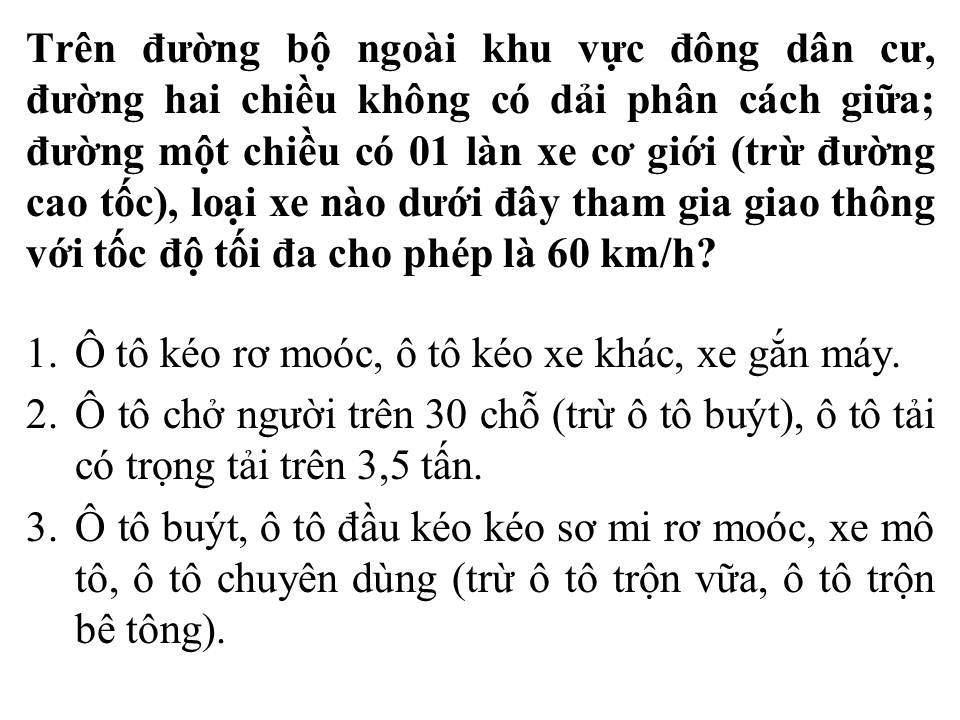 Trên đường bộ ngoài khu vực đông dân cư,
đường hai chiều không có dải phân cách giữa;
đường một chiều có 01 làn xe cơ giới (trừ đường
cao tốc), loại xe nào dưới đây tham gia giao thông
với tốc độ tối đa cho phép là 60 km/h?
1. Ô tô kéo rơ moóc, ô tô kéo xe khác, xe gắn máy.
2. Ô tô chở người trên 30 chỗ (trừ ô tô buýt), ô tô tải
có trọng tải trên 3,5 tấn.
3. Ô tô buýt, ô tô đầu kéo kéo sơ mi rơ moóc, xe mô
tô, ô tô chuyên dùng (trừ ô tô trộn vữa, ô tô trộn
bê tông).